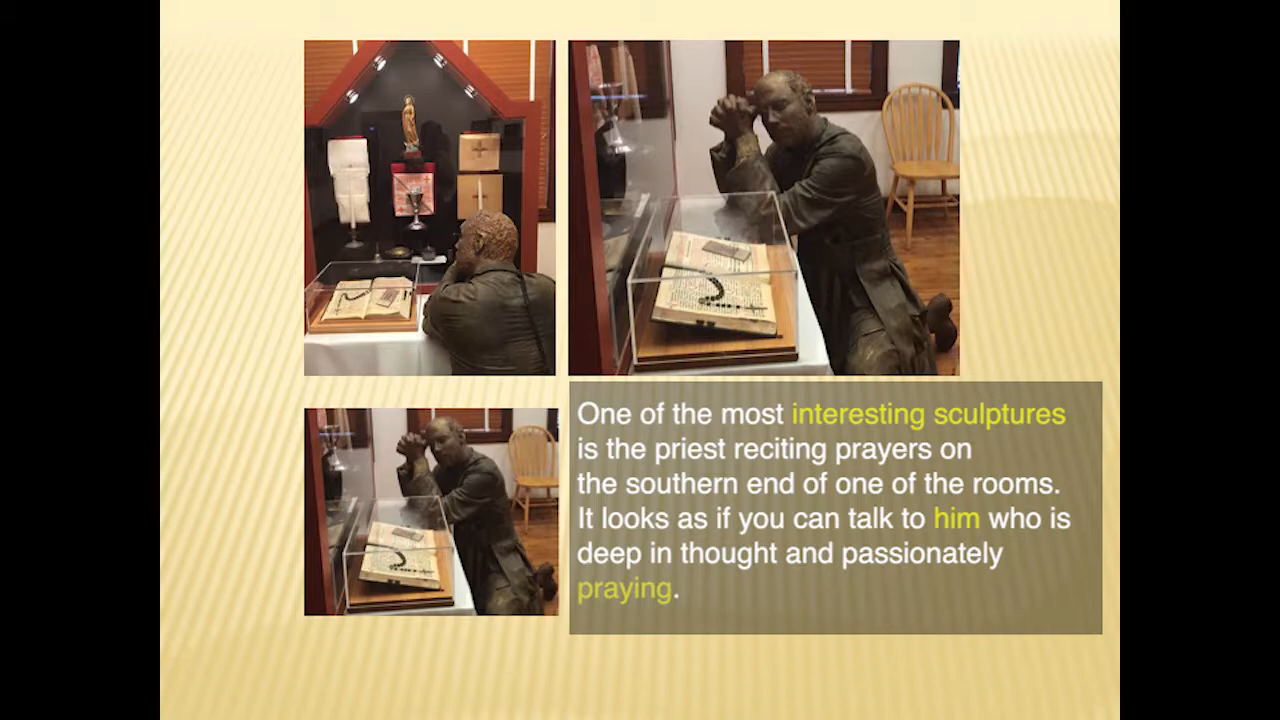 One of the most interesting sculptures
is the priest reciting prayers on
the southern end of one of the rooms.
It looks as if you can talk to him who is
deep in thought and passionately
praying.